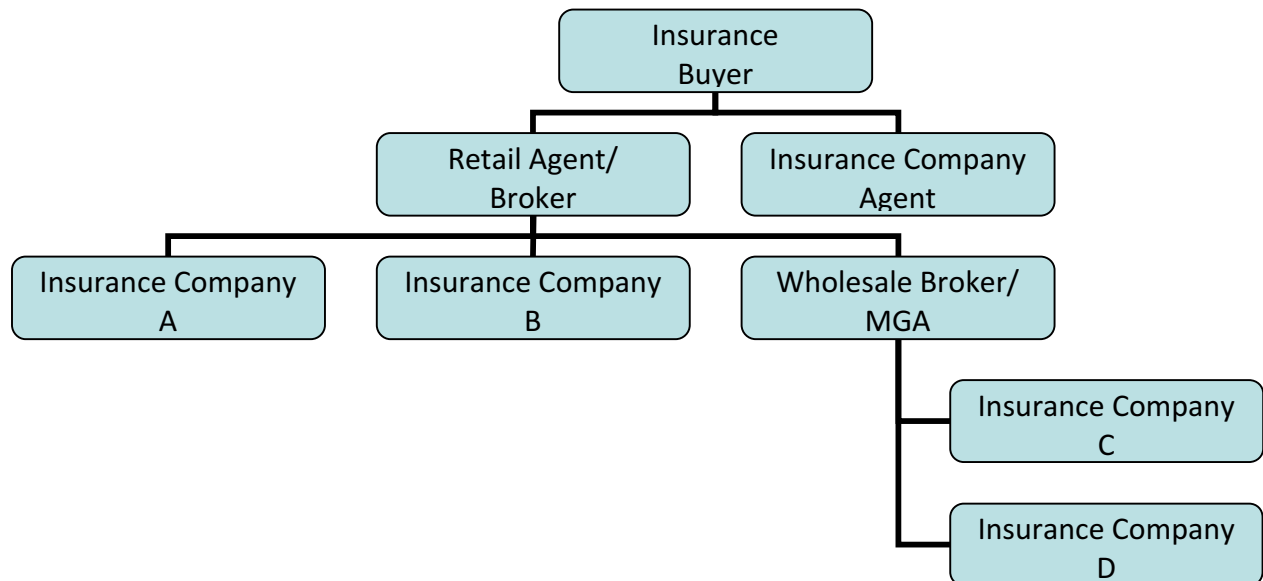 Insurance
Buyer
Retail Agent/
Broker
Insurance Company
Agent
Insurance Company
A
Insurance Company
B
Wholesale Broker/
MGA
Insurance Company
C
Insurance Company
D